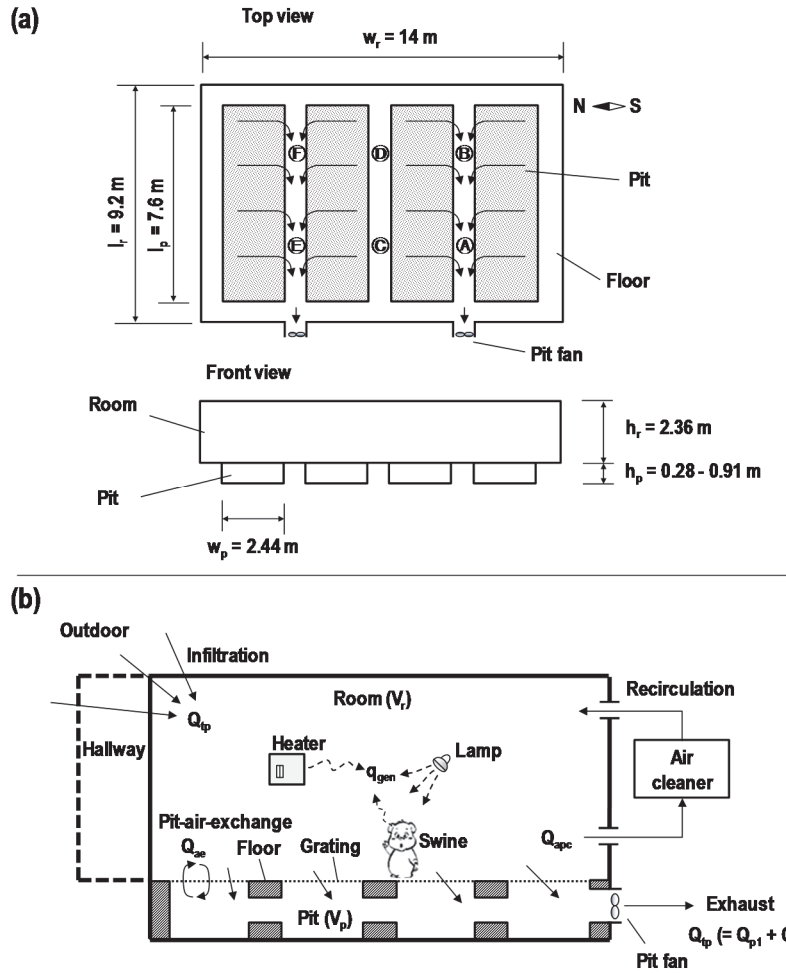 (a)
Top view
w_r = 14 m
N S
F D B
Pit
l_r = 9.2 m
l_p = 7.6 m
E C A
Floor
Pit fan
Front view
Room
h_r = 2.36 m
Pit
h_p = 0.28 - 0.91 m
w_p = 2.44 m
(b)
Outdoor
Infiltration
Room (V_r)
Recirculation
Q_fp
Hallway
Heater
Lamp
q_gen
Air
cleaner
Pit-air-exchange
Q_ae
Floor
Grating
Swine
Q_apc
Pit (V_p)
Exhaust
Q_fp (= Q_p1 +
Pit fan